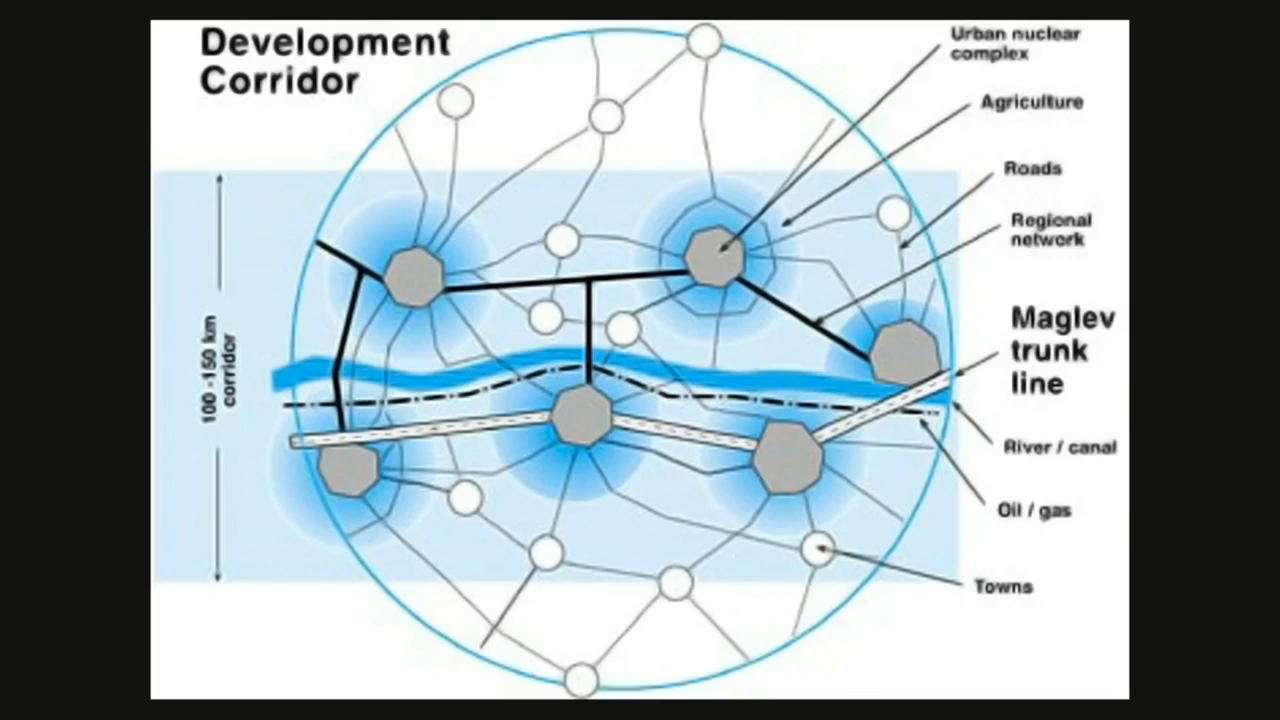 Development
Corridor
Urban nuclear
complex
Agriculture
Roads
Regional
network
Maglev
trunk
line
100 -150 km
corridor
River / canal
Oil / gas
Towns